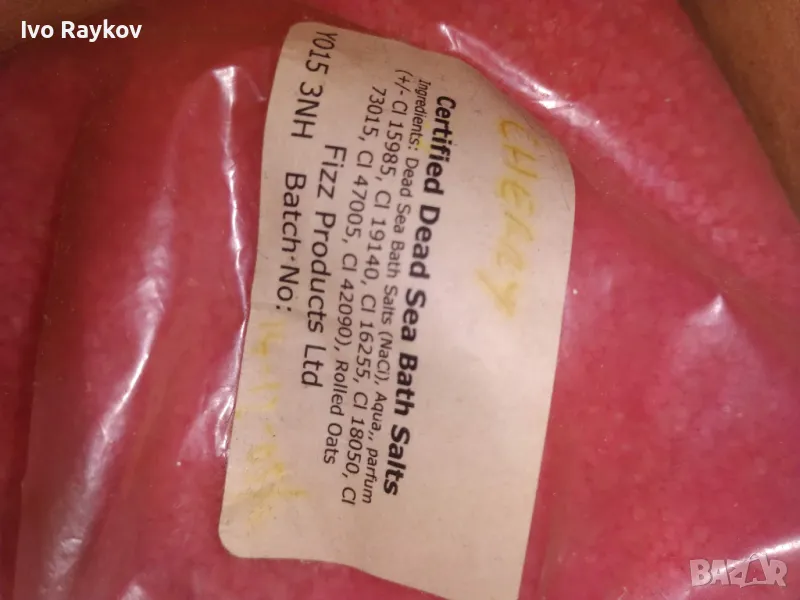 Ivo Raykov
CHERRY
Certified Dead Sea Bath Salts
Ingredients: Dead Sea Bath Salts (NaCl), Aqua,, parfum
(+/- CI 15985, CI 19140, CI 16255, CI 18050, CI
73015, CI 47005, CI 42090), Rolled Oats
Fizz Products Ltd
YO15 3NH Batch No:
BAZAR